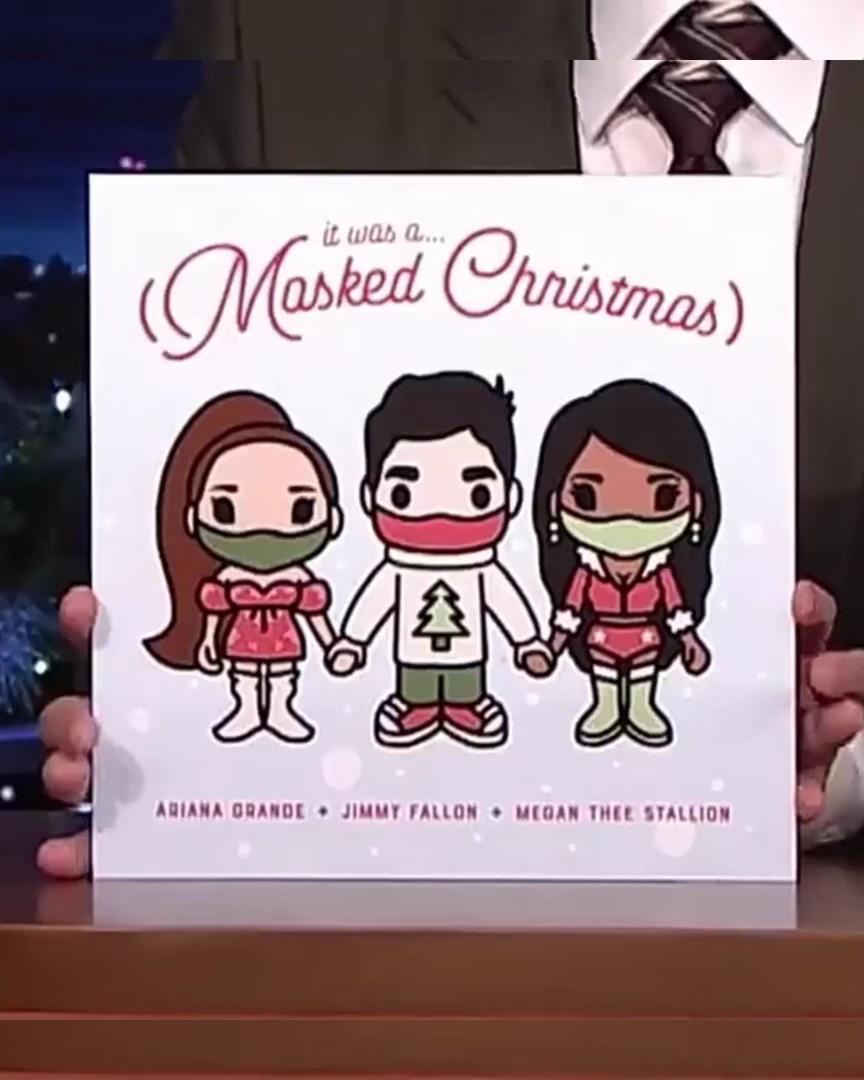 it was a...
(Masked Christmas)
ARIANA GRANDE + JIMMY FALLON + MEGAN THEE STALLION